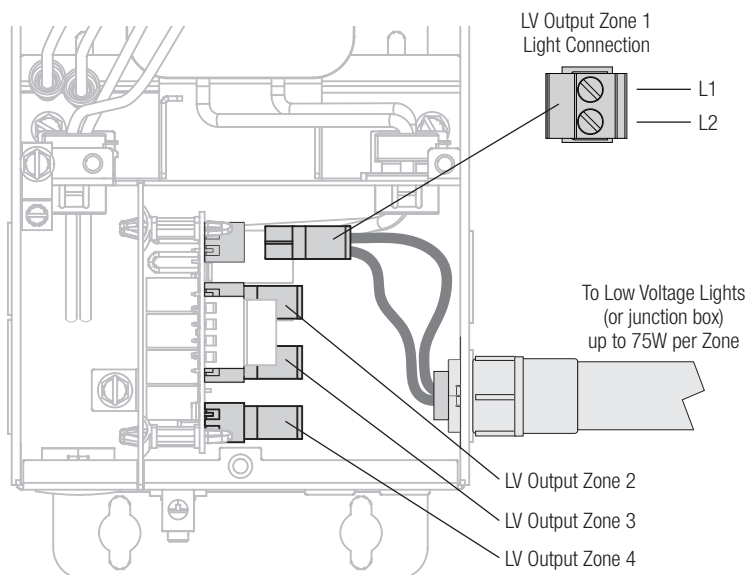 LV Output Zone 1
Light Connection
L1
L2
To Low Voltage Lights
(or junction box)
up to 75W per Zone
LV Output Zone 2
LV Output Zone 3
LV Output Zone 4